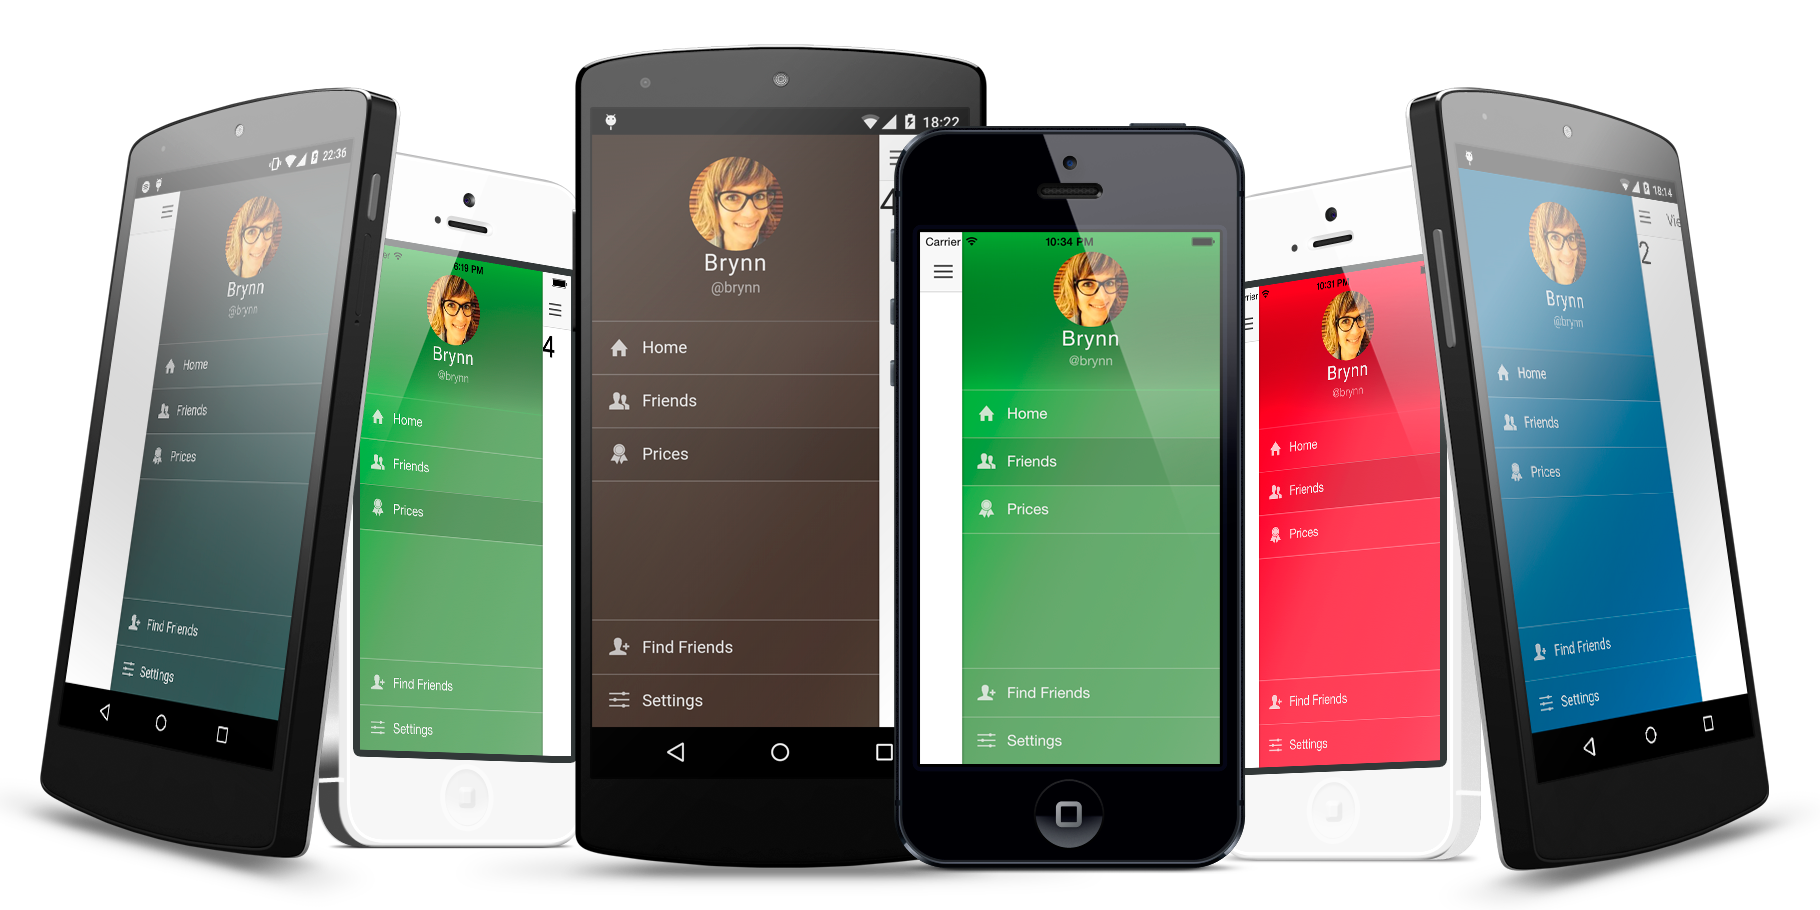 22:36
Brynn
@brynn
Home
Friends
Prices
Find Friends
Settings
6:19 PM
4
Brynn
@brynn
Home
Friends
Prices
Find Friends
Settings
18:22
4
Brynn
@brynn
Home
Friends
Prices
Find Friends
Settings
Carrier 10:34 PM
Brynn
@brynn
Home
Friends
Prices
Find Friends
Settings
10:31 PM
Brynn
@brynn
Home
Friends
Prices
Find Friends
Settings
18:14
Vie
2
Brynn
@brynn
Home
Friends
Prices
Find Friends
Settings